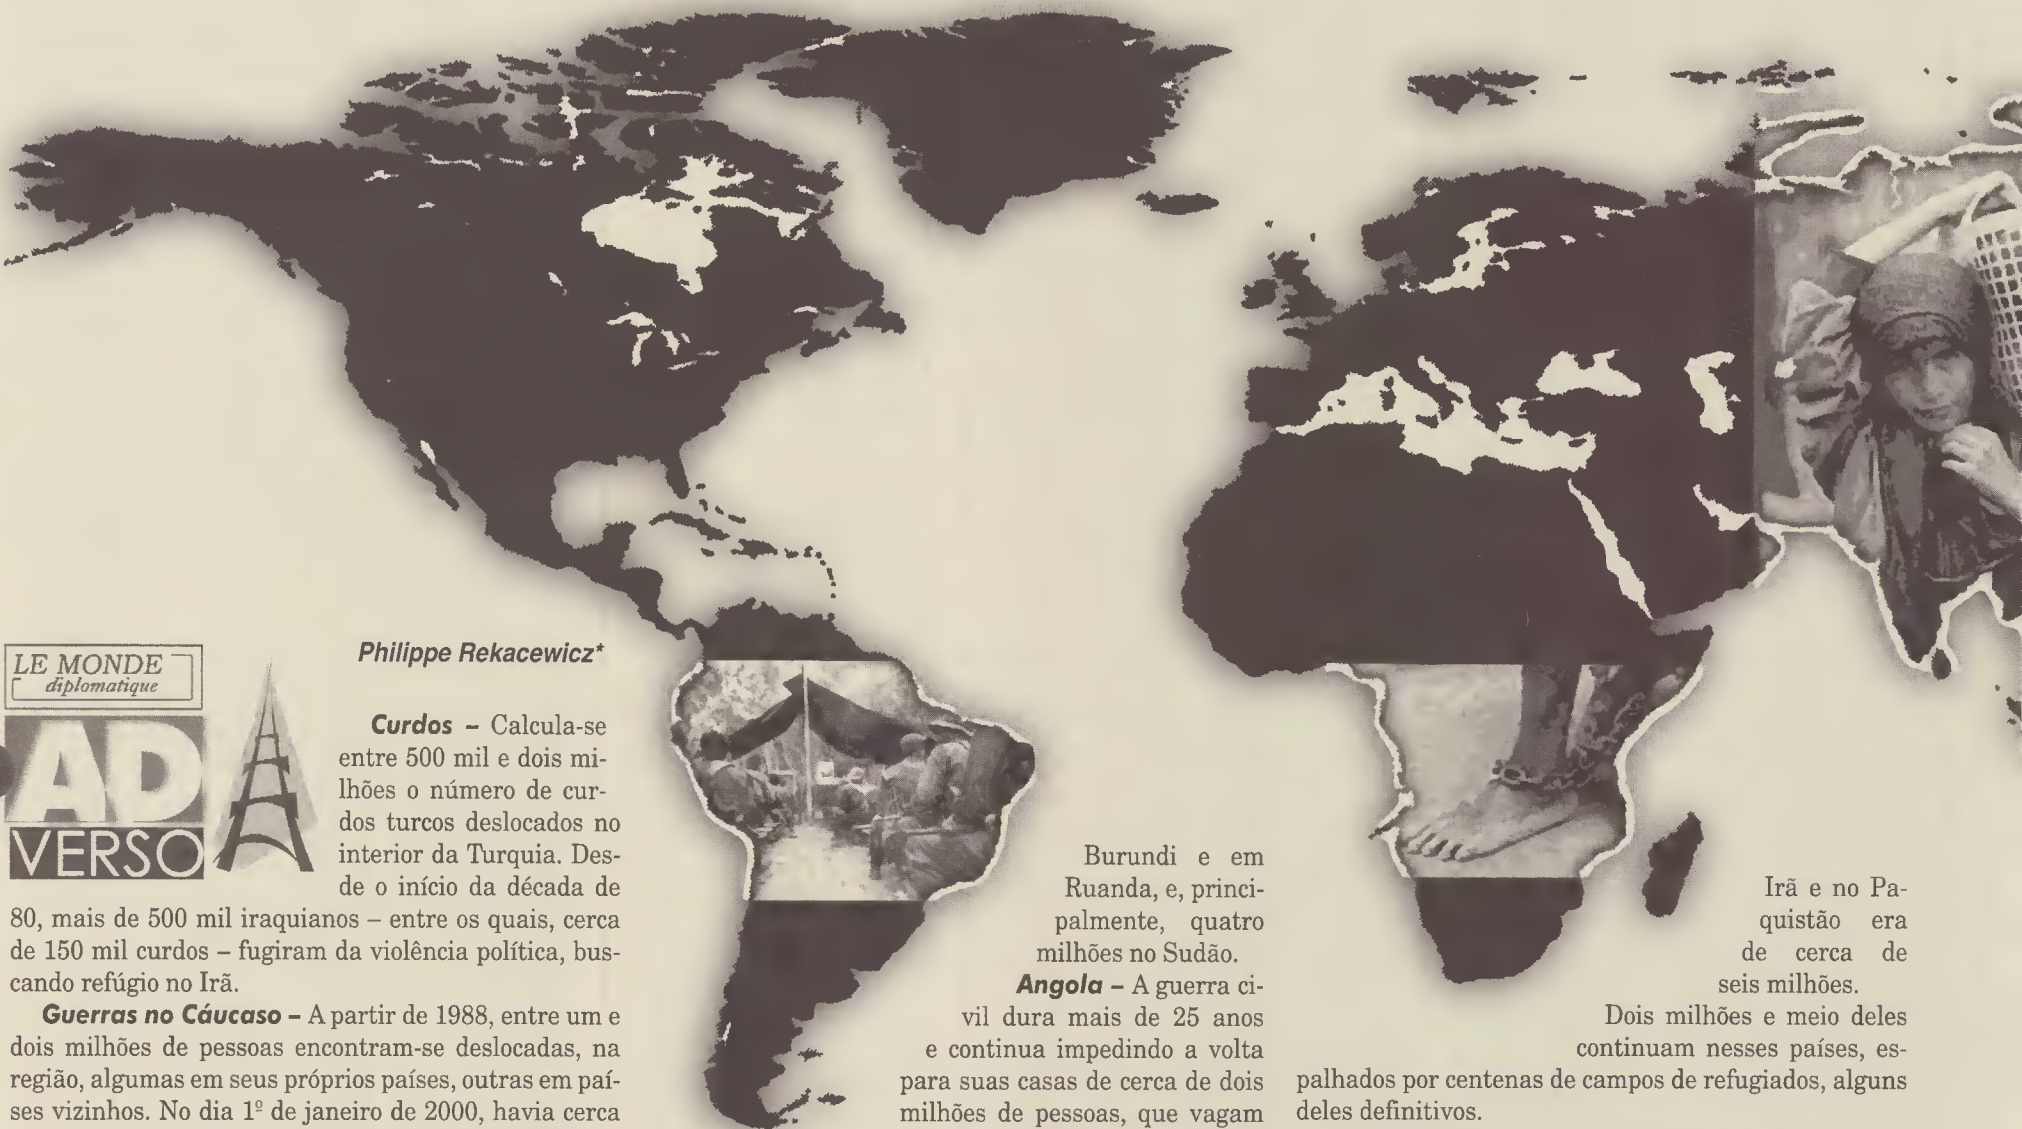 LE MONDE
diplomatique
AD
VERSO
Philippe Rekacewicz*
Curdos – Calcula-se
entre 500 mil e dois mi-
lhões o número de cur-
dos turcos deslocados no
interior da Turquia. Des-
de o início da década de
80, mais de 500 mil iraquianos – entre os quais, cerca
de 150 mil curdos – fugiram da violência política, bus-
cando refúgio no Irã.
Guerras no Cáucaso – A partir de 1988, entre um e
dois milhões de pessoas encontram-se deslocadas, na
região, algumas em seus próprios países, outras em paí-
ses vizinhos. No dia 1º de janeiro de 2000, havia cerca
Burundi e em
Ruanda, e, princi-
palmente, quatro
milhões no Sudão.
Angola – A guerra ci-
vil dura mais de 25 anos
e continua impedindo a volta
para suas casas de cerca de dois
milhões de pessoas, que vagam
Irã e no Pa-
quistão era
de cerca de
seis milhões.
Dois milhões e meio deles
continuam nesses países, es-
palhados por centenas de campos de refugiados, alguns
deles definitivos.